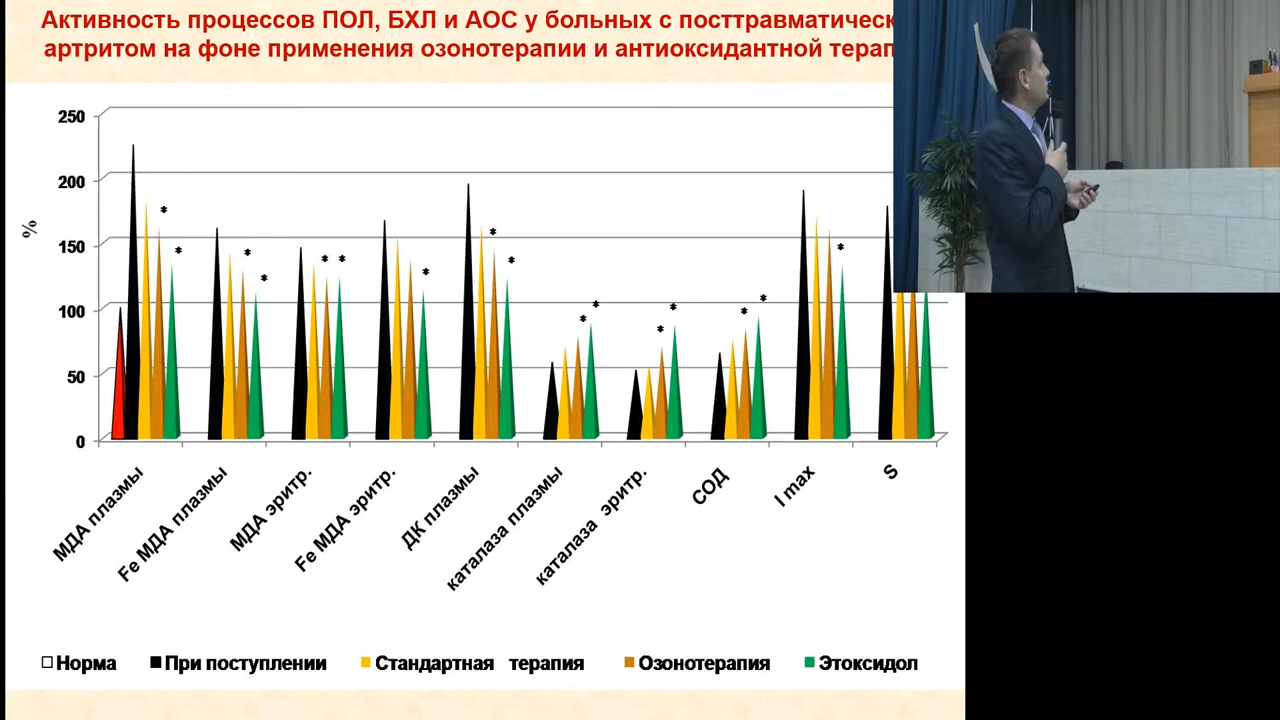 Активность процессов ПОЛ, БХЛ и АОС у больных с посттравматическ
артритом на фоне применения озонотерапии и антиоксидантной терап
%
250
200
150
100
50
0
* * * * * * * * * * * * * * * * *
МДА плазмы
Fe МДА плазмы
МДА эритр.
Fe МДА эритр.
ДК плазмы
каталаза плазмы
каталаза эритр.
СОД
I max
S
Норма При поступлении Стандартная терапия Озонотерапия Этоксидол